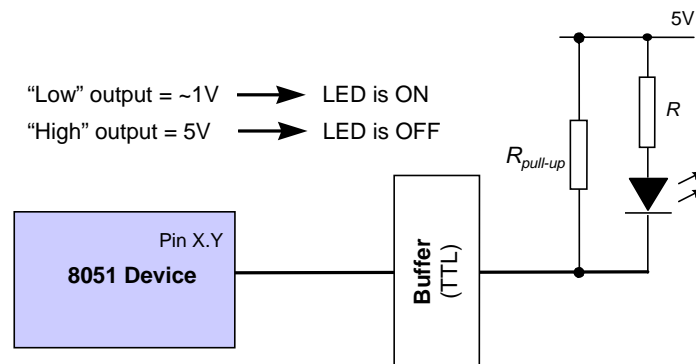 5V
“Low” output = ~1V LED is ON
“High” output = 5V LED is OFF
R
Rpull-up
Pin X.Y
8051 Device
Buffer
(TTL)